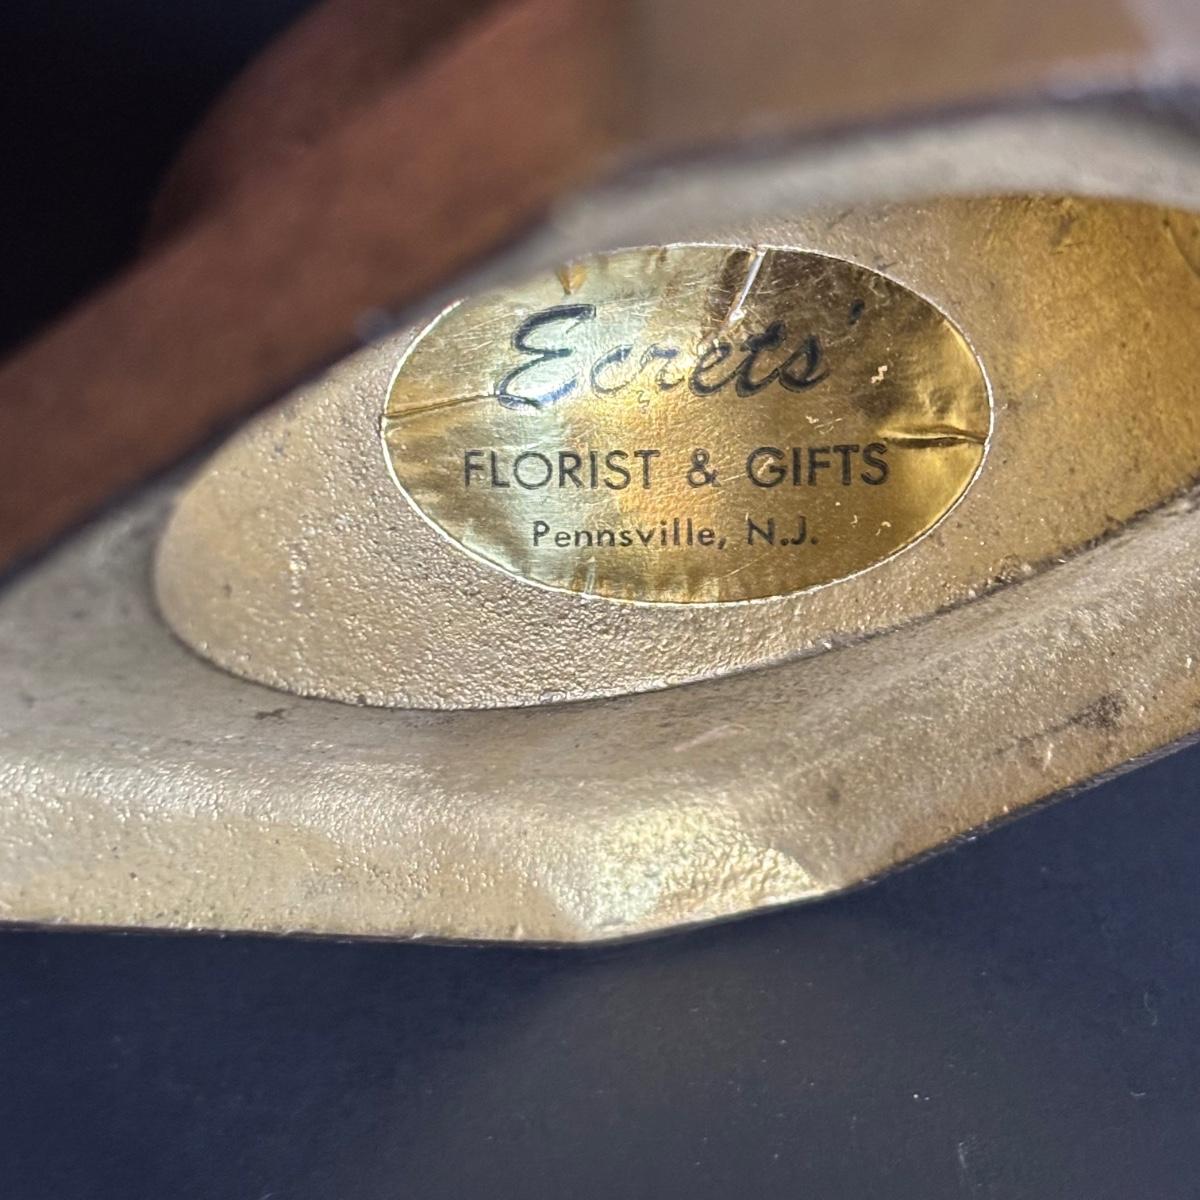 Ecrets'
FLORIST & GIFTS
Pennsville, N.J.